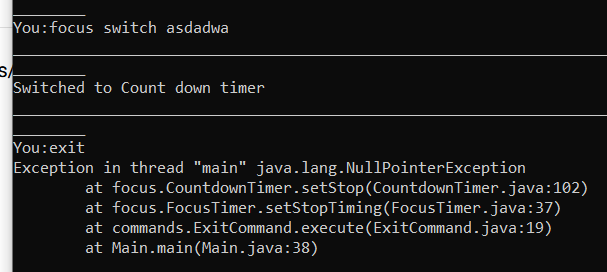 You:focus switch asdadwa
s/
Switched to Count down timer
You:exit
Exception in thread "main" java.lang.NullPointerException
at focus.CountdownTimer.setStop(CountdownTimer.java:102)
at focus.FocusTimer.setStopTiming(FocusTimer.java:37)
at commands.ExitCommand.execute(ExitCommand.java:19)
at Main.main(Main.java:38)